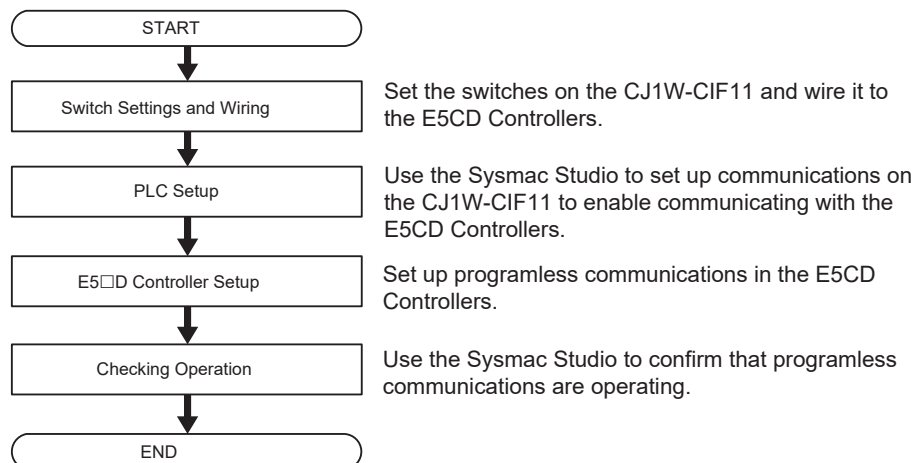 START
Switch Settings and Wiring
Set the switches on the CJ1W-CIF11 and wire it to
the E5CD Controllers.
PLC Setup
Use the Sysmac Studio to set up communications on
the CJ1W-CIF11 to enable communicating with the
E5CD Controllers.
E5□D Controller Setup
Set up programless communications in the E5CD
Controllers.
Checking Operation
Use the Sysmac Studio to confirm that programless
communications are operating.
END